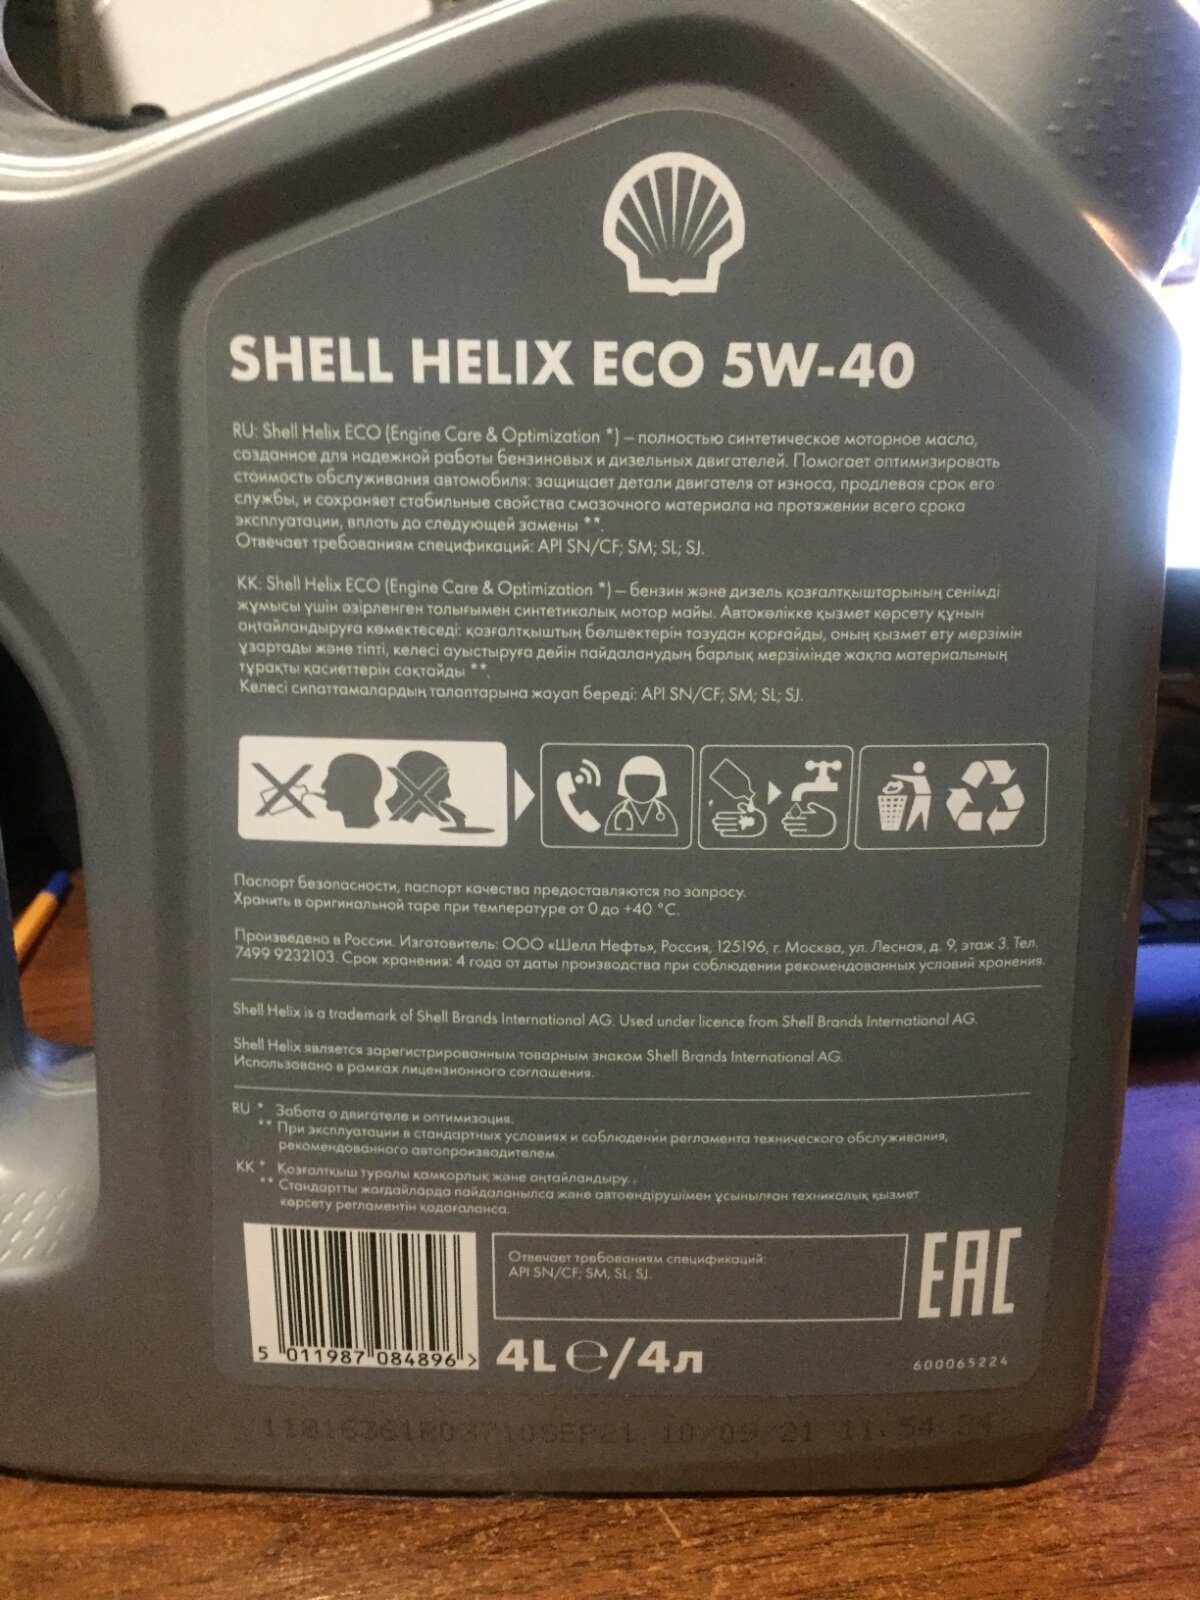 SHELL HELIX ECO 5W-40
RU: Shell Helix ECO (Engine Care & Optimization *) – полностью синтетическое моторное масло,
созданное для надежной работы бензиновых и дизельных двигателей. Помогает оптимизировать
стоимость обслуживания автомобиля: защищает детали двигателя от износа, продлевая срок его
службы, и сохраняет стабильные свойства смазочного материала на протяжении всего срока
эксплуатации, вплоть до следующей замены **.
Отвечает требованиям спецификаций: API SN/CF; SM; SL; SJ.
KK: Shell Helix ECO (Engine Care & Optimization *) – бензин және дизель қозғалтқыштарының сенімді
жұмысы үшін әзірленген толығымен синтетикалық мотор майы. Автокөлікке қызмет көрсету құнын
оңтайландыруға көмектеседі: қозғалтқыштың бөлшектерін тозудан қорғайды, оның қызмет ету мерзімін
ұзартады және тіпті, келесі ауыстыруға дейін пайдаланудың барлық мерзімінде жақпа материалының
тұрақты қасиеттерін сақтайды **.
Келесі сипаттамалардың талаптарына жауап береді: API SN/CF; SM; SL; SJ.
Паспорт безопасности, паспорт качества предоставляются по запросу.
Хранить в оригинальной таре при температуре от 0 до +40 °C.
Произведено в России. Изготовитель: ООО «Шелл Нефть», Россия, 125196, г. Москва, ул. Лесная, д. 9, этаж 3. Тел.
7499 9232103. Срок хранения: 4 года от даты производства при соблюдении рекомендованных условий хранения.
Shell Helix is a trademark of Shell Brands International AG. Used under licence from Shell Brands International AG.
Shell Helix является зарегистрированным товарным знаком Shell Brands International AG.
Использовано в рамках лицензионного соглашения.
RU * Забота о двигателе и оптимизация.
** При эксплуатации в стандартных условиях и соблюдении регламента технического обслуживания,
рекомендованного автопроизводителем.
KK * Қозғалтқыш туралы қамқорлық және оңтайландыру.
** Стандартты жағдайларда пайдаланылса және автоөндірушімен ұсынылған техникалық қызмет
көрсету регламентін қадағаланса.
Отвечает требованиям спецификаций:
API SN/CF; SM; SL; SJ
EAC
5 011987 084896 >
4L ℮/4л
600065224
10/09/21 11.54